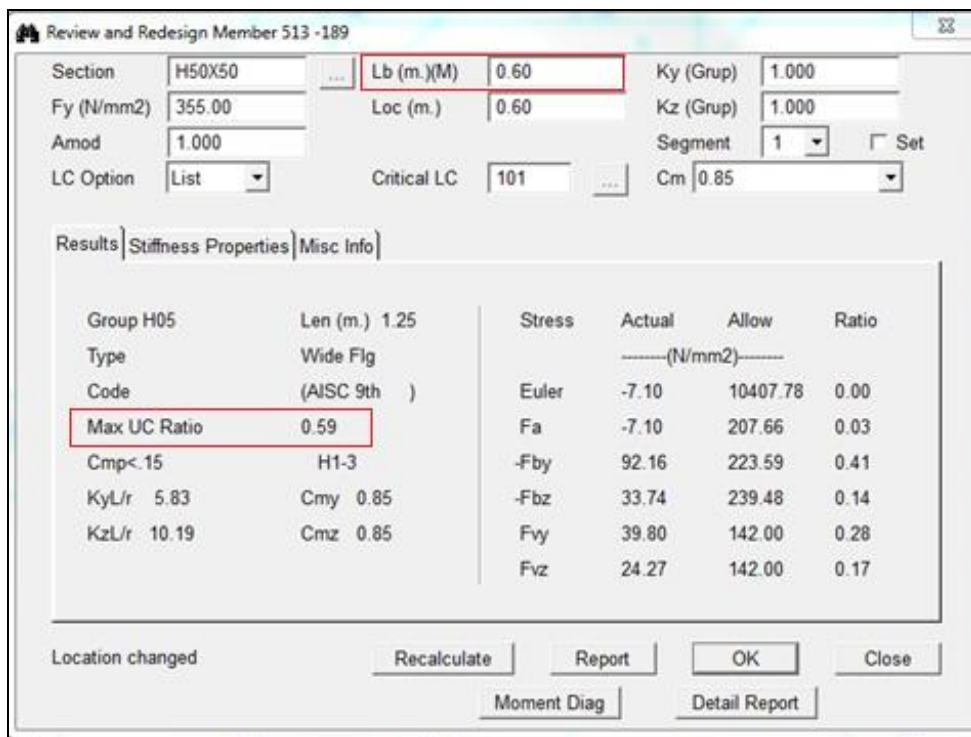 Review and Redesign Member 513 -189
Section H50X50 ... Lb (m.)(M) 0.60 Ky (Grup) 1.000
Fy (N/mm2) 355.00 Loc (m.) 0.60 Kz (Grup) 1.000
Amod 1.000 Segment 1 Set
LC Option List Critical LC 101 ... Cm 0.85
Results Stiffness Properties Misc Info
Group H05 Len (m.) 1.25 Stress Actual Allow Ratio
Type Wide Flg --------(N/mm2)--------
Code (AISC 9th ) Euler -7.10 10407.78 0.00
Max UC Ratio 0.59 Fa -7.10 207.66 0.03
Cmp<.15 H1-3 -Fby 92.16 223.59 0.41
KyL/r 5.83 Cmy 0.85 -Fbz 33.74 239.48 0.14
KzL/r 10.19 Cmz 0.85 Fvy 39.80 142.00 0.28
Fvz 24.27 142.00 0.17
Location changed Recalculate Report OK Close
Moment Diag Detail Report